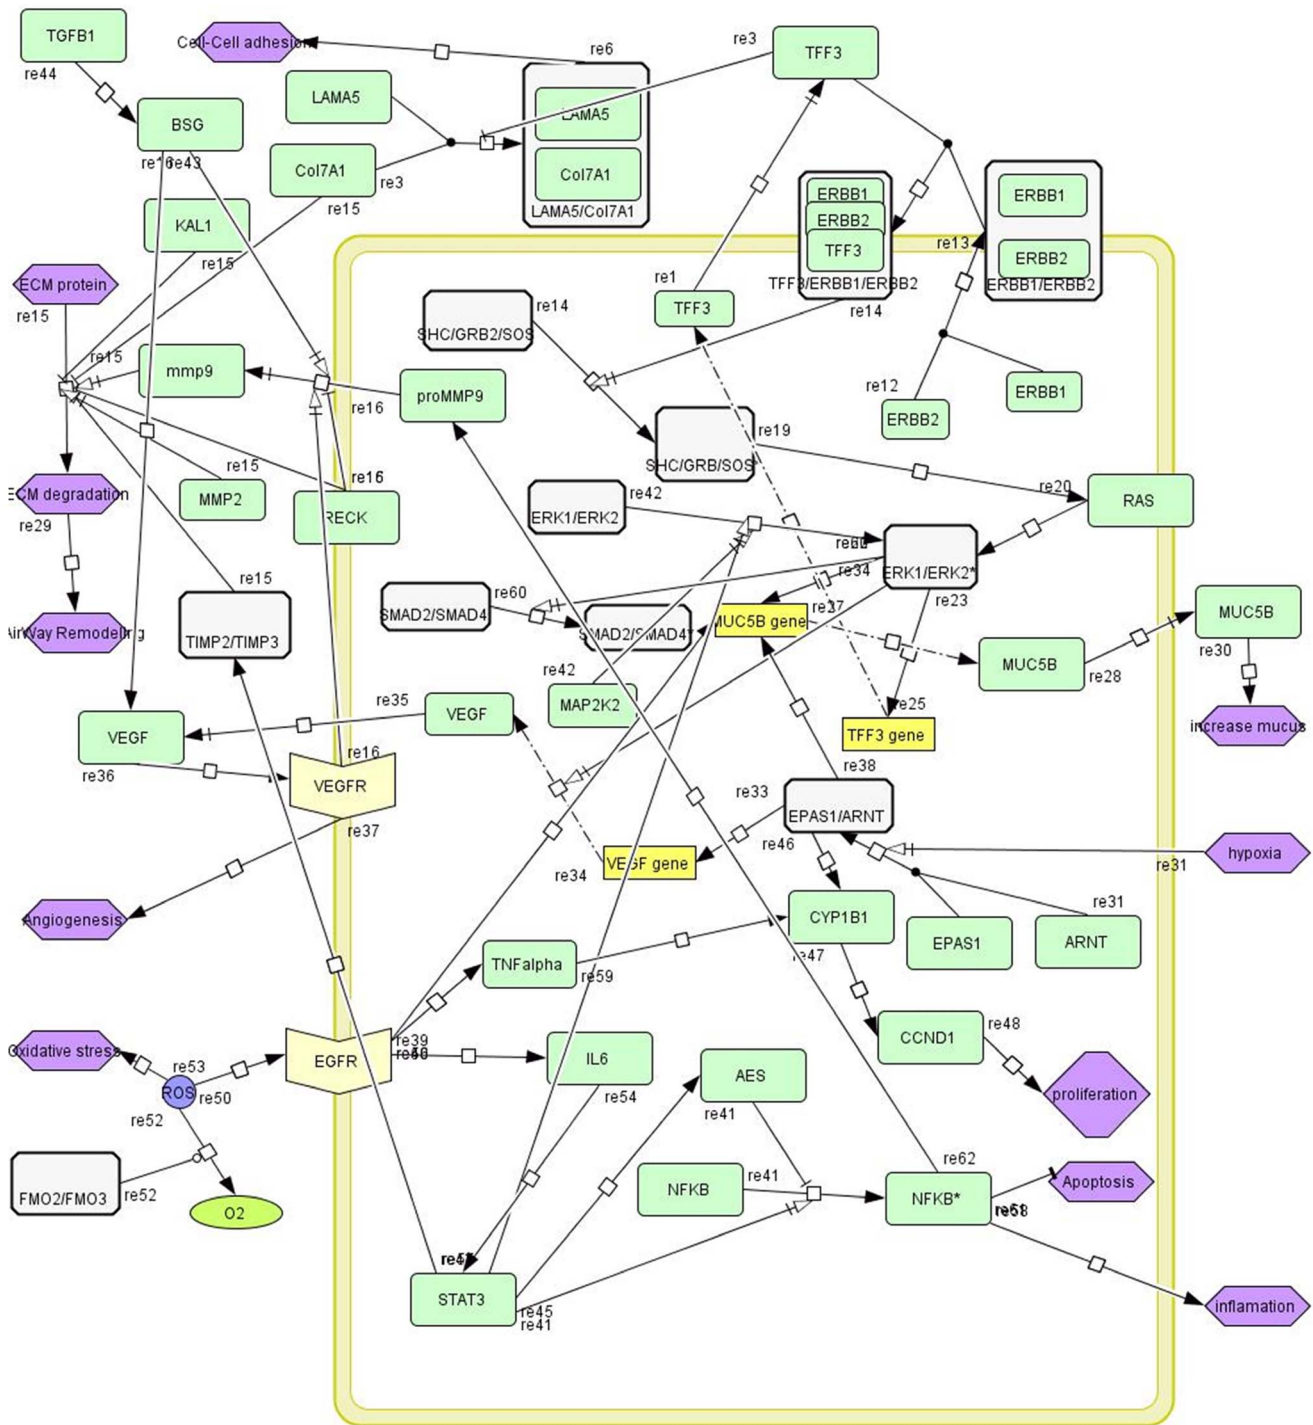 TGFB1
re44
Cell-Cell adhesion
re6
re3
TFF3
LAMA5
LAMA5
BSG
re16
re43
Col7A1
re3
Col7A1
LAMA5/Col7A1
re15
KAL1
re15
ERBB1
ERBB2
TFF3
TFF3/ERBB1/ERBB2
re14
re13
ERBB1
ERBB2
ERBB1/ERBB2
ECM protein
re15
re15
re1
TFF3
SHC/GRB2/SOS
re14
mmp9
re16
proMMP9
re12
ERBB2
ERBB1
SHC/GRB/SOS*
re19
re20
RAS
ECM degradation
re29
re15
MMP2
re16
RECK
ERK1/ERK2
re42
re34
ERK1/ERK2*
re23
re15
TIMP2/TIMP3
SMAD2/SMAD4
re60
SMAD2/SMAD4*
re27
MUC5B gene
MUC5B
re28
MUC5B
re30
increase mucus
AirWay Remodeling
re42
MAP2K2
re25
TFF3 gene
VEGF
re35
VEGF
re36
re16
VEGFR
re37
re38
re33
EPAS1/ARNT
re46
VEGF gene
re34
hypoxia
re31
re31
Angiogenesis
CYP1B1
re47
EPAS1
ARNT
TNFalpha
re59
CCND1
re48
proliferation
Oxidative stress
re53
ROS
re50
re52
EGFR
re39
IL6
re54
AES
re41
FMO2/FMO3
re52
O2
NFKB
re41
re62
NFKB*
Apoptosis
STAT3
re45
re41
inflamation